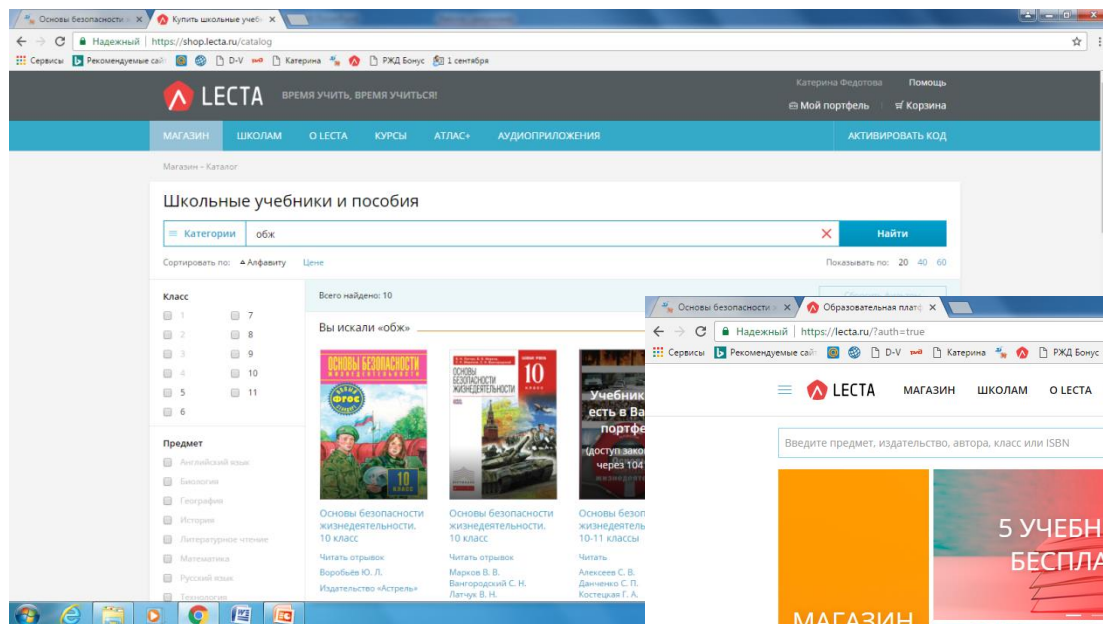 Основы безопасности
Купить школьные учеб
Надежный https://shop.lecta.ru/catalog
Сервисы Рекомендуемые сай D-V Катерина РЖД Бонус 1 сентября
LECTA ВРЕМЯ УЧИТЬ, ВРЕМЯ УЧИТЬСЯ!
Катерина Федотова Помощь
Мой портфель Корзина
МАГАЗИН ШКОЛАМ О LECTA КУРСЫ АТЛАС+ АУДИОПРИЛОЖЕНИЯ АКТИВИРОВАТЬ КОД
Магазин – Каталог
Школьные учебники и пособия
Категории обж Найти
Сортировать по: Алфавиту Цене Показывать по: 20 40 60
Класс
1 7
2 8
3 9
4 10
5 11
6
Предмет
Английский язык
Биология
География
История
Литературное чтение
Математика
Русский язык
Технология
Всего найдено: 10
Вы искали «обж»
ОСНОВЫ БЕЗОПАСНОСТИ
ЖИЗНЕДЕЯТЕЛЬНОСТИ
ФГОС
10
КЛАСС
Основы безопасности
жизнедеятельности.
10 класс
Читать отрывок
Воробьёв Ю. Л.
Издательство «Астрель»
ОСНОВЫ
БЕЗОПАСНОСТИ
ЖИЗНЕДЕЯТЕЛЬНОСТИ
10
Основы безопасности
жизнедеятельности.
10 класс
Читать отрывок
Марков В. В.
Вангородский С. Н.
Латчук В. Н.
Учебник
есть в Ва
портфе
(доступ зако
через 104
Основы безоп
жизнедеятель
10-11 классы
Читать
Алексеев С. В.
Данченко С. П.
Костецкая Г. А.
Основы безопасности
Образовательная плат
Надежный https://lecta.ru/?auth=true
Сервисы Рекомендуемые сай D-V Катерина РЖД Бонус
LECTA МАГАЗИН ШКОЛАМ О LECTA
Введите предмет, издательство, автора, класс или ISBN
5 УЧЕБН
БЕСПЛА
МАГАЗИН